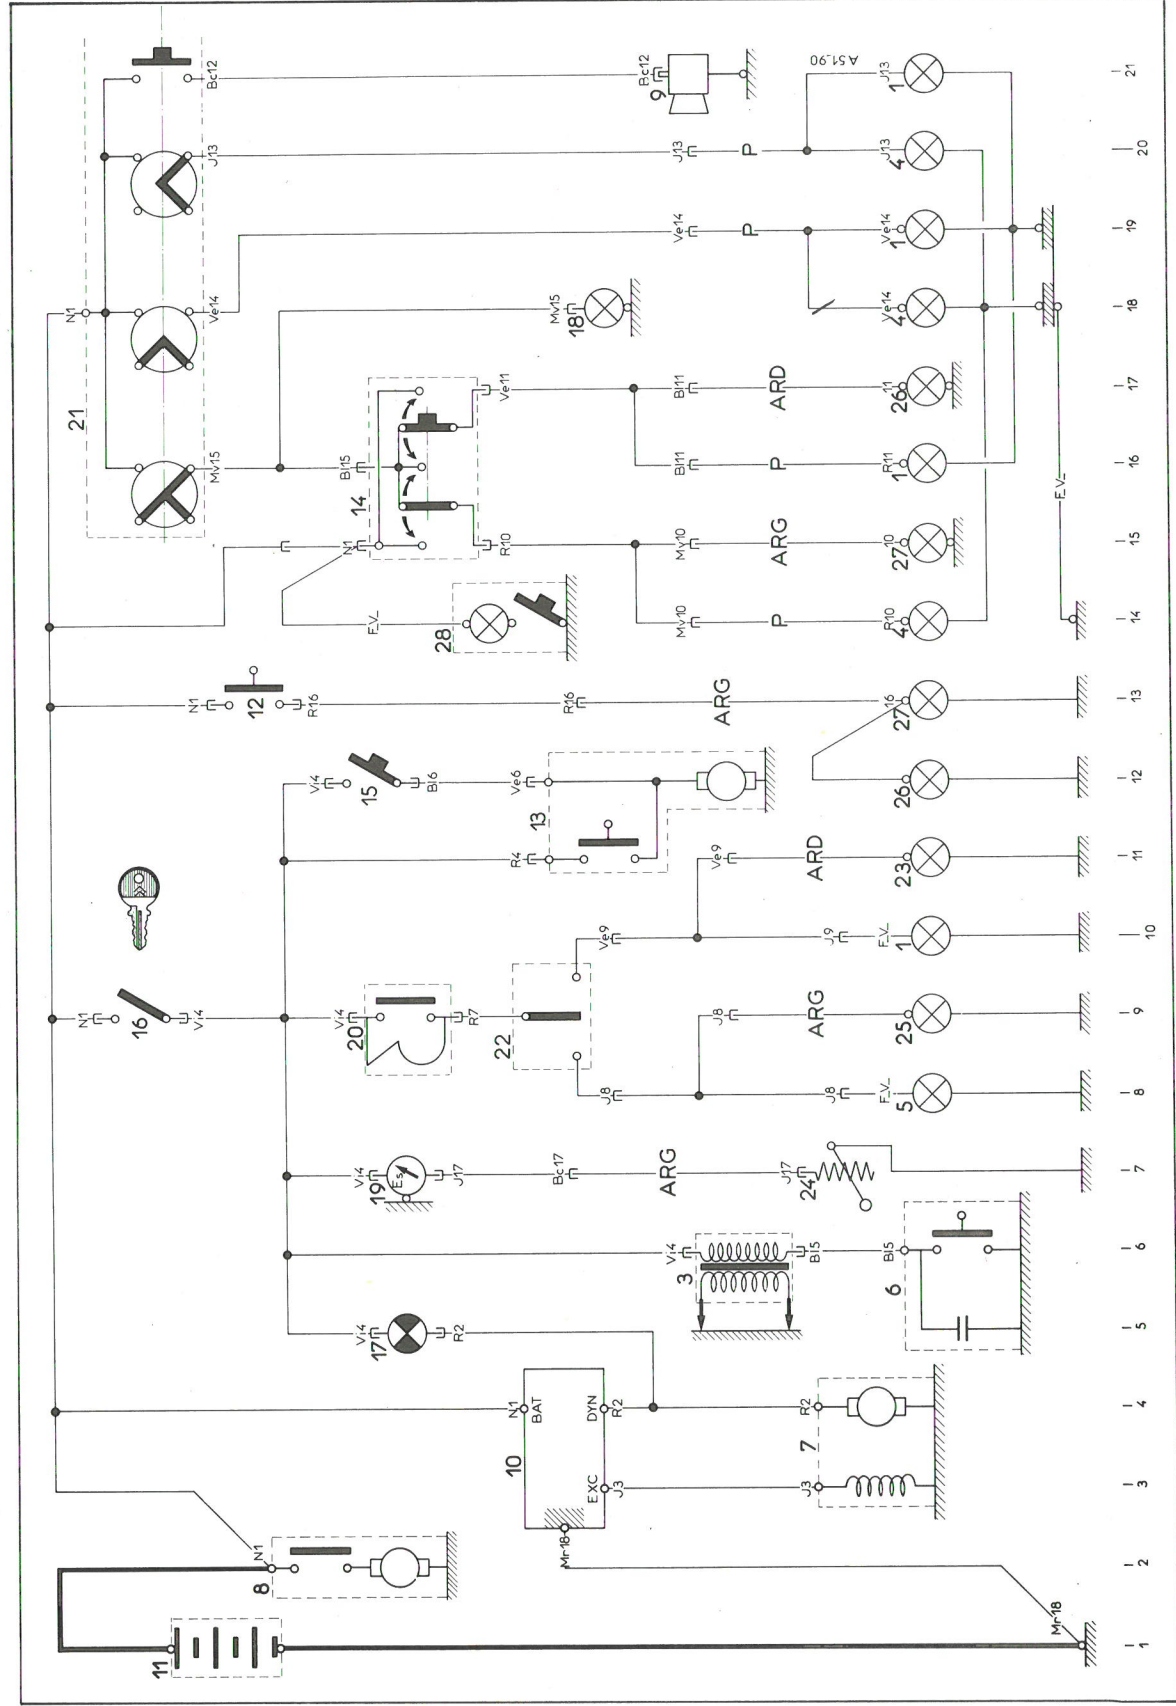 11
8
N1
Mr18
1
2
10
N1
BAT
DYN
R2
EXC
J3
Mr18
7
R2
J3
3
4
17
Vi4
R2
5
3
Vi4
Bl5
6
Bl5
6
19
Vi4
Es
J17
Bc17
ARG
J17
24
7
16
N1
Vi4
20
Vi4
R7
22
J8
J8
F.V.
5
8
J8
ARG
25
9
Ve9
J9
F.V.
1
10
Ve9
ARD
23
11
13
R4
15
Vi4
Bl6
Ve6
26
12
12
N1
R16
R16
ARG
16
27
13
28
F.V.
Mv10
P
R10
4
14
14
N1
R10
Mv10
ARG
10
27
15
Bl15
Bl11
P
R11
1
16
Ve11
Bl11
ARD
11
26
17
F.V.
21
N1
Mv15
Ve14
J13
Bc12
18
Mv15
Ve14
4
18
Ve14
P
Ve14
1
19
J13
P
J13
4
20
9
Bc12
A51_90
J13
1
21